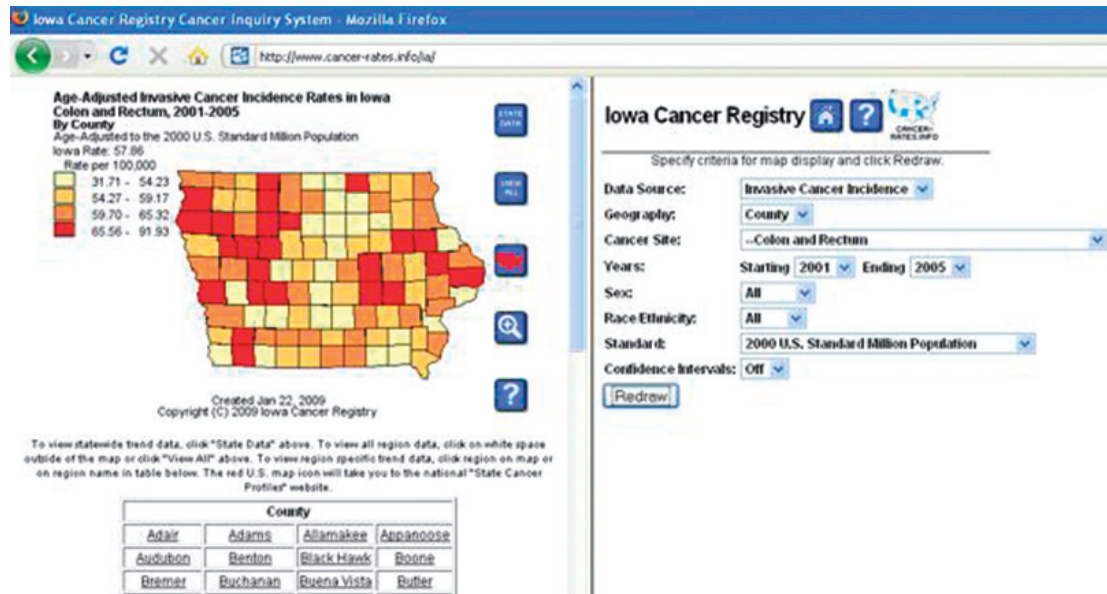 Iowa Cancer Registry Cancer Inquiry System - Mozilla Firefox
http://www.cancer-rates.info/ia/
Age-Adjusted Invasive Cancer Incidence Rates in Iowa
Colon and Rectum, 2001-2005
By County
Age-Adjusted to the 2000 U.S. Standard Million Population
Iowa Rate: 57.86
Rate per 100,000
31.71 - 54.23
54.27 - 59.17
59.70 - 65.32
65.56 - 91.93
STATE
DATA
VIEW
ALL
?
Created Jan 22, 2009
Copyright (C) 2009 Iowa Cancer Registry
To view statewide trend data, click "State Data" above. To view all region data, click on white space
outside of the map or click "View All" above. To view region specific trend data, click region on map or
on region name in table below. The red U.S. map icon will take you to the national "State Cancer
Profiles" website.
County
Adair Adams Allamakee Appanoose
Audubon Benton Black Hawk Boone
Bremer Buchanan Buena Vista Butler
Iowa Cancer Registry ?
CANCER-
RATES.INFO
Specify criteria for map display and click Redraw.
Data Source: Invasive Cancer Incidence
Geography: County
Cancer Site: --Colon and Rectum
Years: Starting 2001 Ending 2005
Sex: All
Race Ethnicity: All
Standard: 2000 U.S. Standard Million Population
Confidence Intervals: Off
Redraw